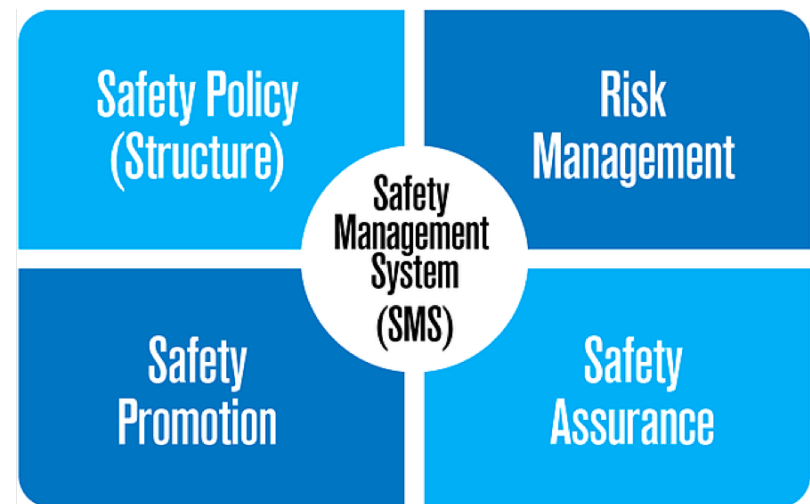 Safety Policy
(Structure)
Risk
Management
Safety
Management
System
(SMS)
Safety
Promotion
Safety
Assurance